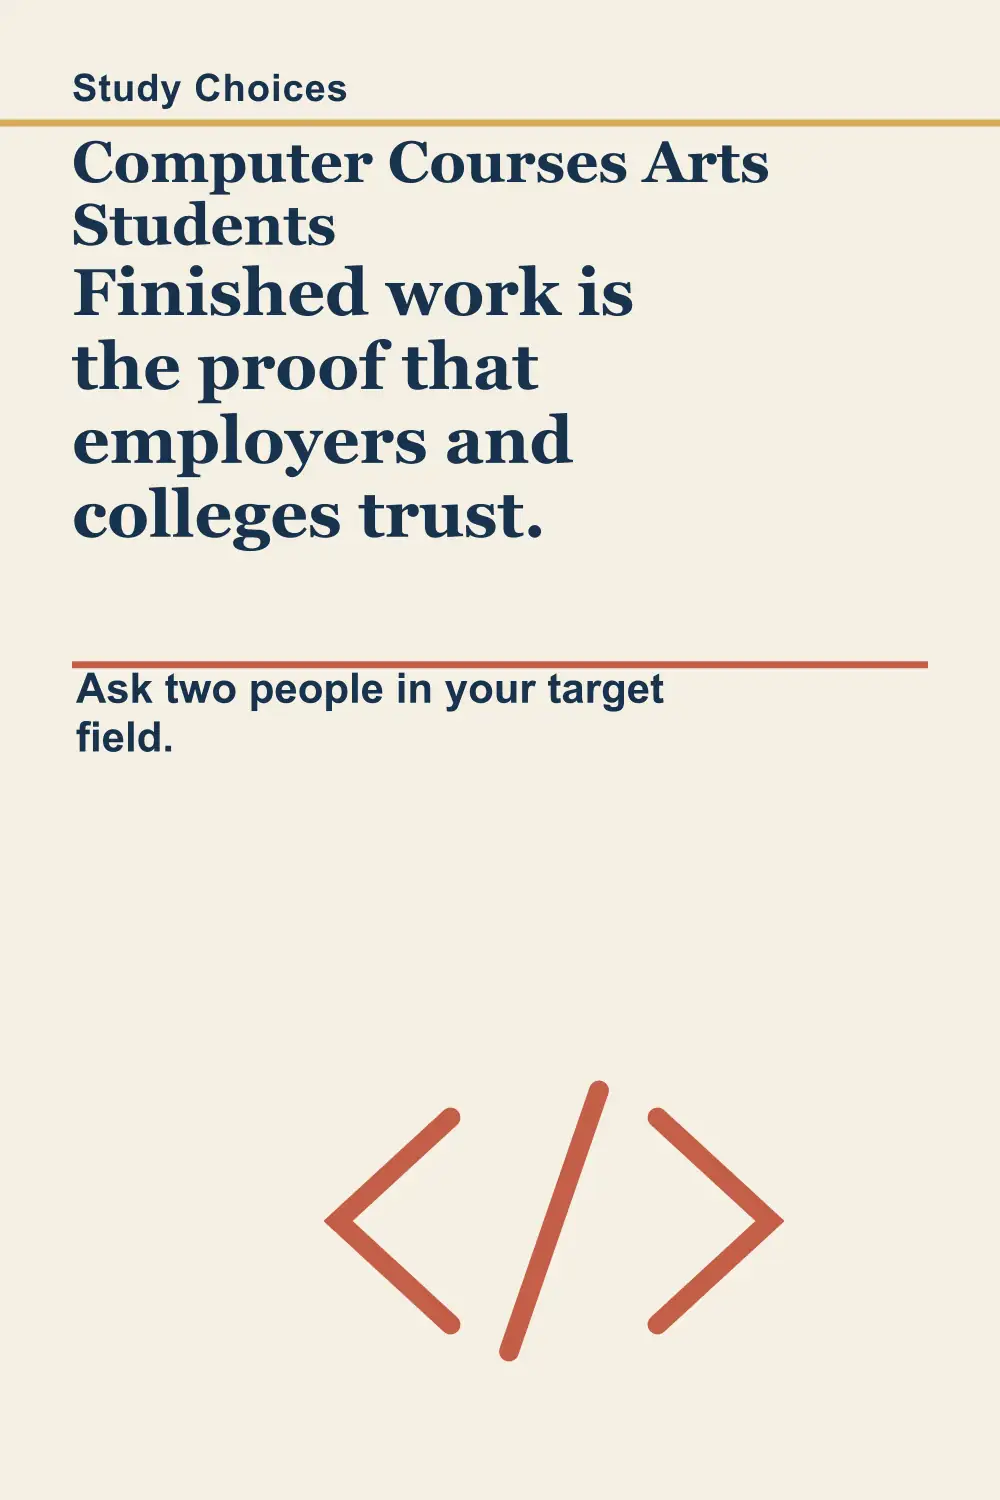 Study Choices
Computer Courses Arts
Students
Finished work is
the proof that
employers and
colleges trust.
Ask two people in your target
field.